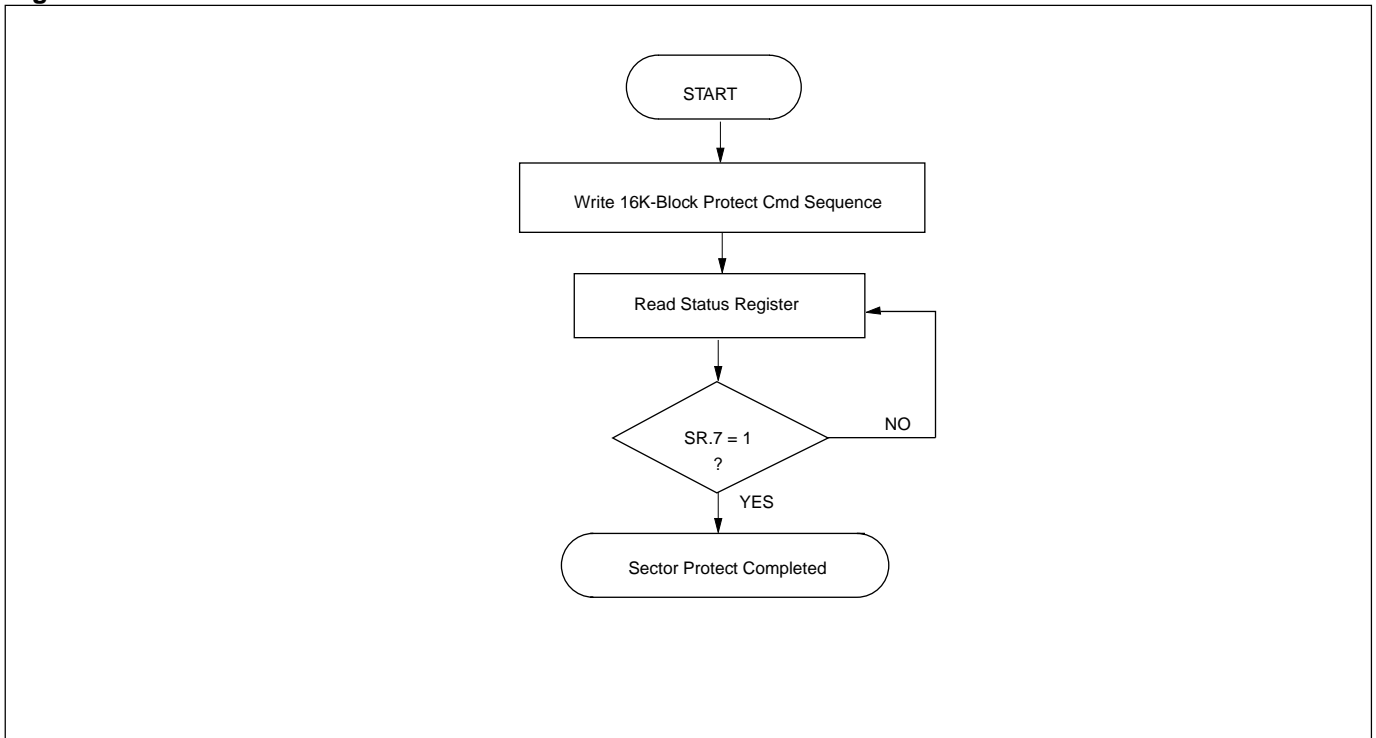 START
Write 16K-Block Protect Cmd Sequence
Read Status Register
SR.7 = 1
?
NO
YES
Sector Protect Completed